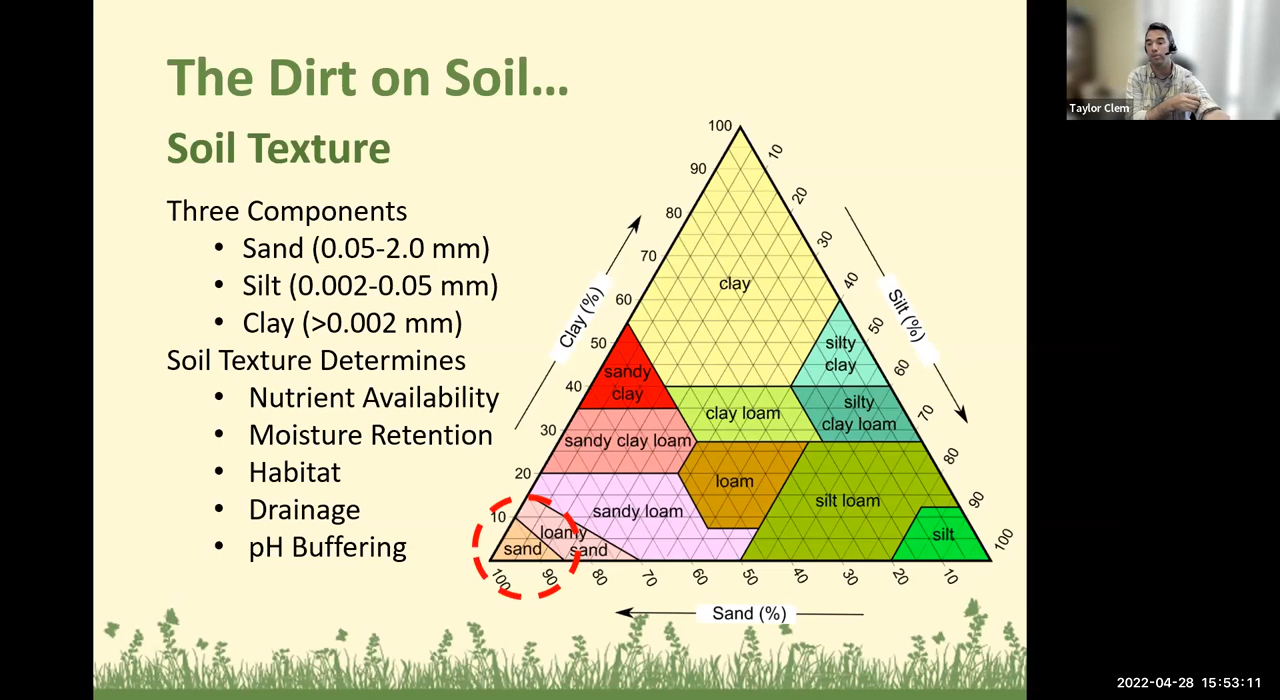 The Dirt on Soil...
Soil Texture
Three Components
• Sand (0.05-2.0 mm)
• Silt (0.002-0.05 mm)
• Clay (>0.002 mm)
Soil Texture Determines
• Nutrient Availability
• Moisture Retention
• Habitat
• Drainage
• pH Buffering
100
90
80
70
60
50
40
30
20
10
Clay (%)
10
20
30
40
50
60
70
80
90
100
Silt (%)
100
90
80
70
60
50
40
30
20
10
Sand (%)
clay
silty
clay
sandy
clay
clay loam
silty
clay loam
sandy clay loam
loam
silt loam
sandy loam
loamy
sand
sand
silt
Taylor Clem
2022-04-28 15:53:11